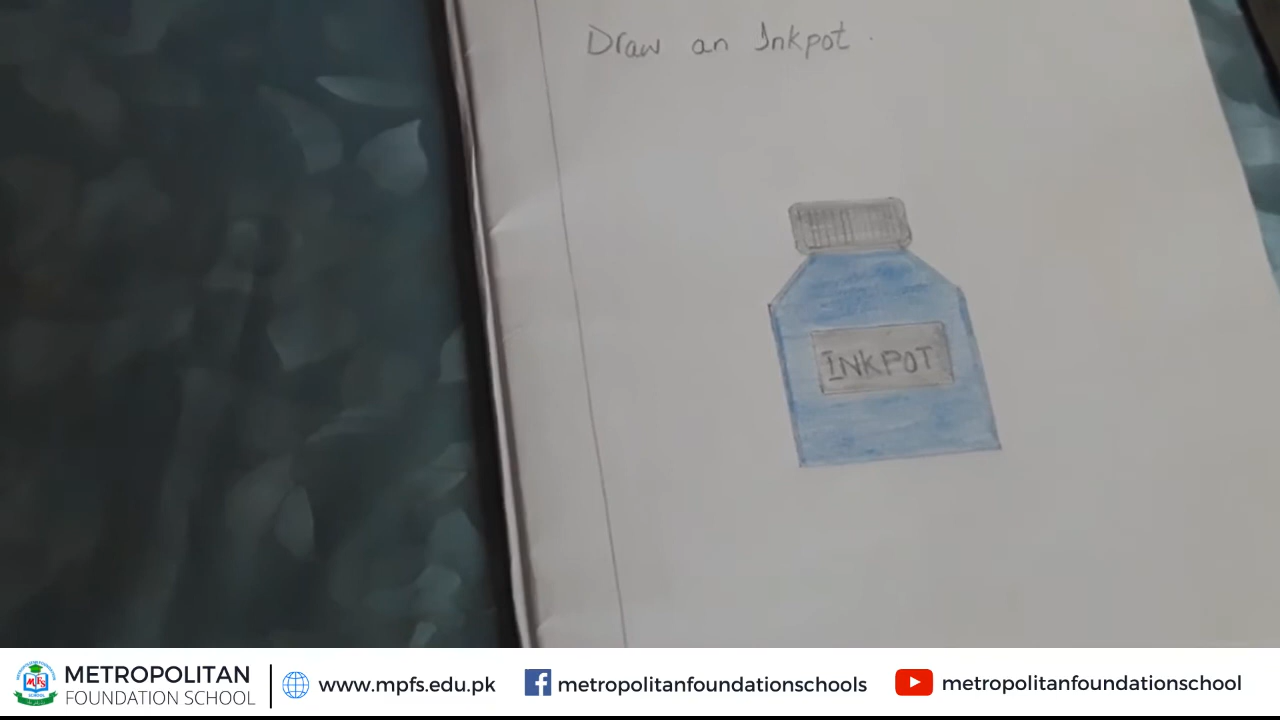 Draw an Inkpot.
INKPOT
METROPOLITAN
FOUNDATION SCHOOL
www.mpfs.edu.pk
metropolitanfoundationschools
metropolitanfoundationschool